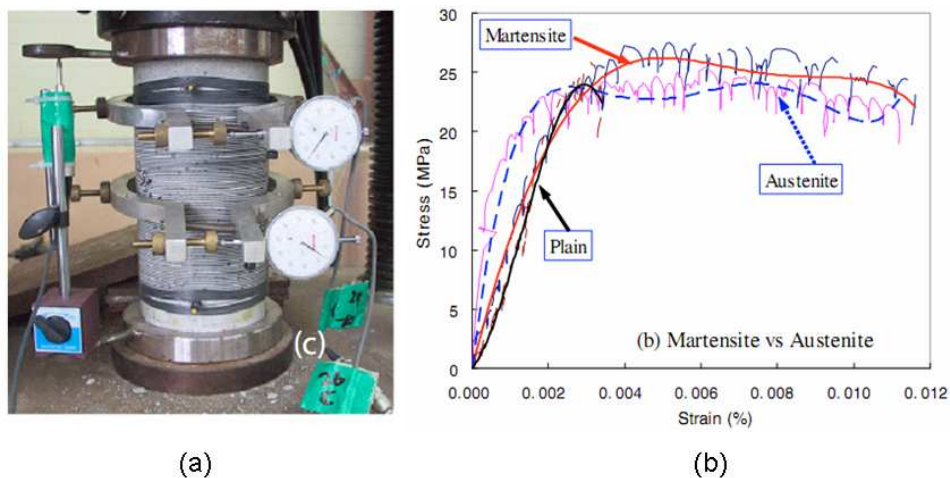 (c)
30
25
20
15
10
5
0
Stress (MPa)
Martensite
Austenite
Plain
(b) Martensite vs Austenite
0.000 0.002 0.004 0.006 0.008 0.010 0.012
Strain (%)
(a) (b)